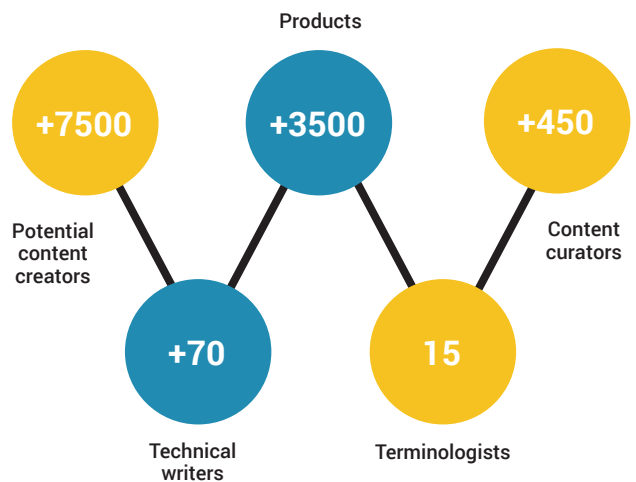 Products
+7500
+3500
+450
Potential
content
creators
Content
curators
+70
15
Technical
writers
Terminologists